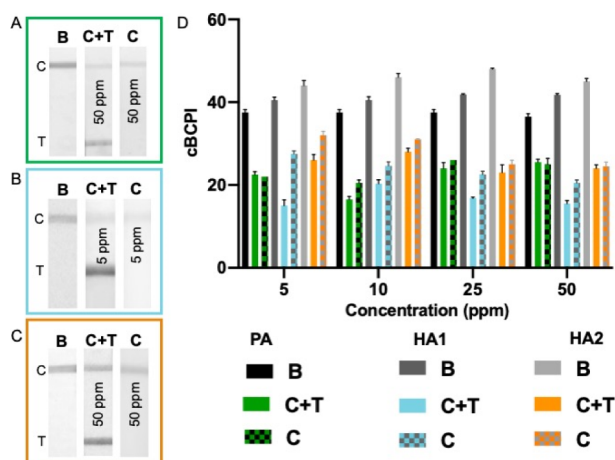 A
B C+T C
C
50 ppm
50 ppm
T
B
B C+T C
C
5 ppm
5 ppm
T
C
B C+T C
C
50 ppm
50 ppm
T
D
cBCPI
60
40
20
0
5 10 25 50
Concentration (ppm)
PA HA1 HA2
B B B
C+T C+T C+T
C C C